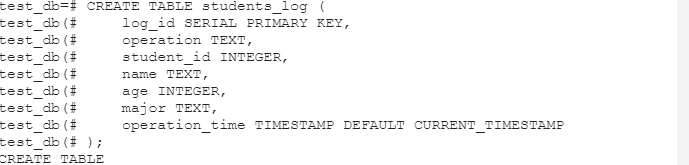 test_db=# CREATE TABLE students_log (
test_db(#     log_id SERIAL PRIMARY KEY,
test_db(#     operation TEXT,
test_db(#     student_id INTEGER,
test_db(#     name TEXT,
test_db(#     age INTEGER,
test_db(#     major TEXT,
test_db(#     operation_time TIMESTAMP DEFAULT CURRENT_TIMESTAMP
test_db(# );
CREATE TABLE